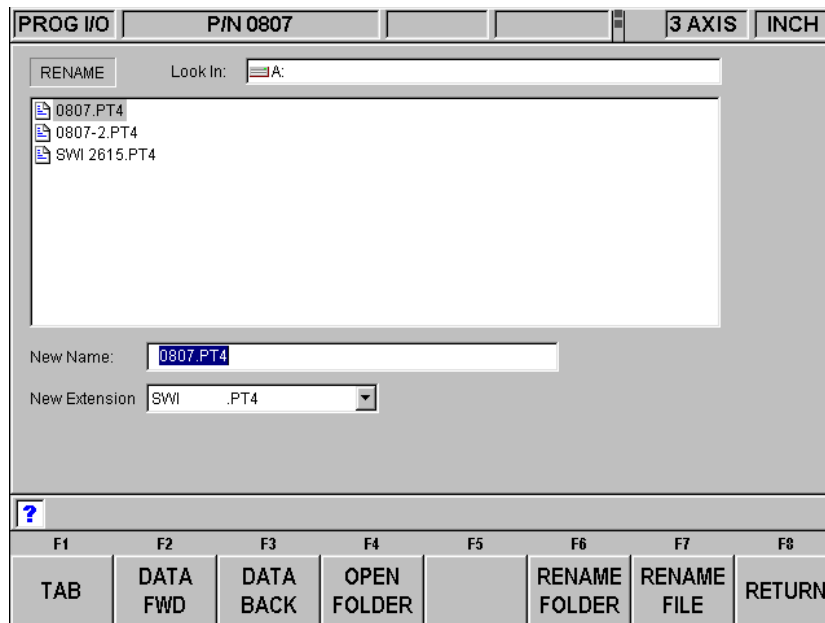 PROG I/O P/N 0807 3 AXIS INCH
RENAME Look In: A:
0807.PT4
0807-2.PT4
SWI 2615.PT4
New Name: 0807.PT4
New Extension SWI .PT4
?
F1 F2 F3 F4 F5 F6 F7 F8
TAB DATA FWD DATA BACK OPEN FOLDER RENAME FOLDER RENAME FILE RETURN